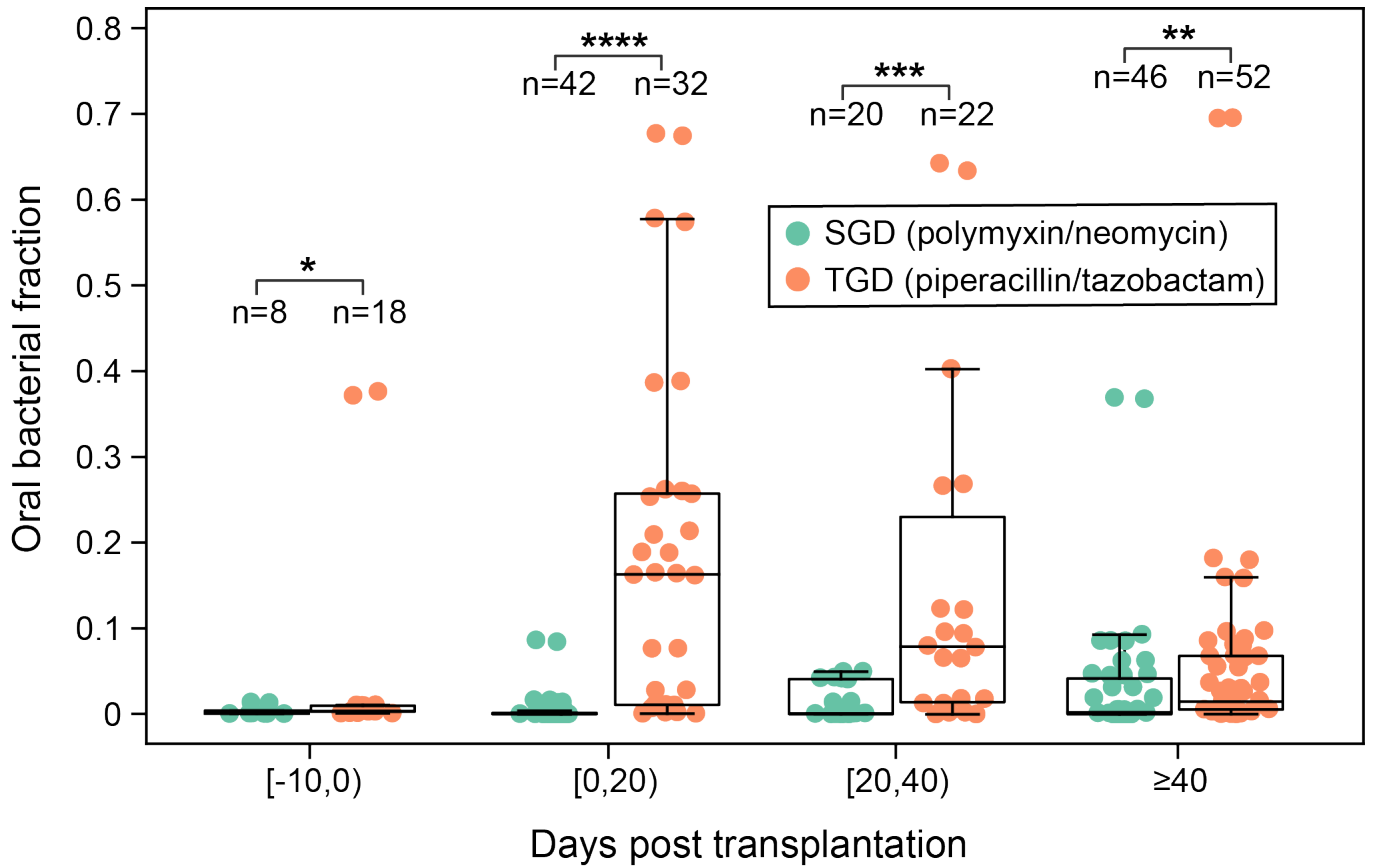 0.8
****
**
n=42 n=32
***
n=46 n=52
0.7
n=20 n=22
0.6
SGD (polymyxin/neomycin)
TGD (piperacillin/tazobactam)
0.5
*
n=8 n=18
0.4
0.3
0.2
0.1
0
Oral bacterial fraction
[-10,0) [0,20) [20,40) ≥40
Days post transplantation